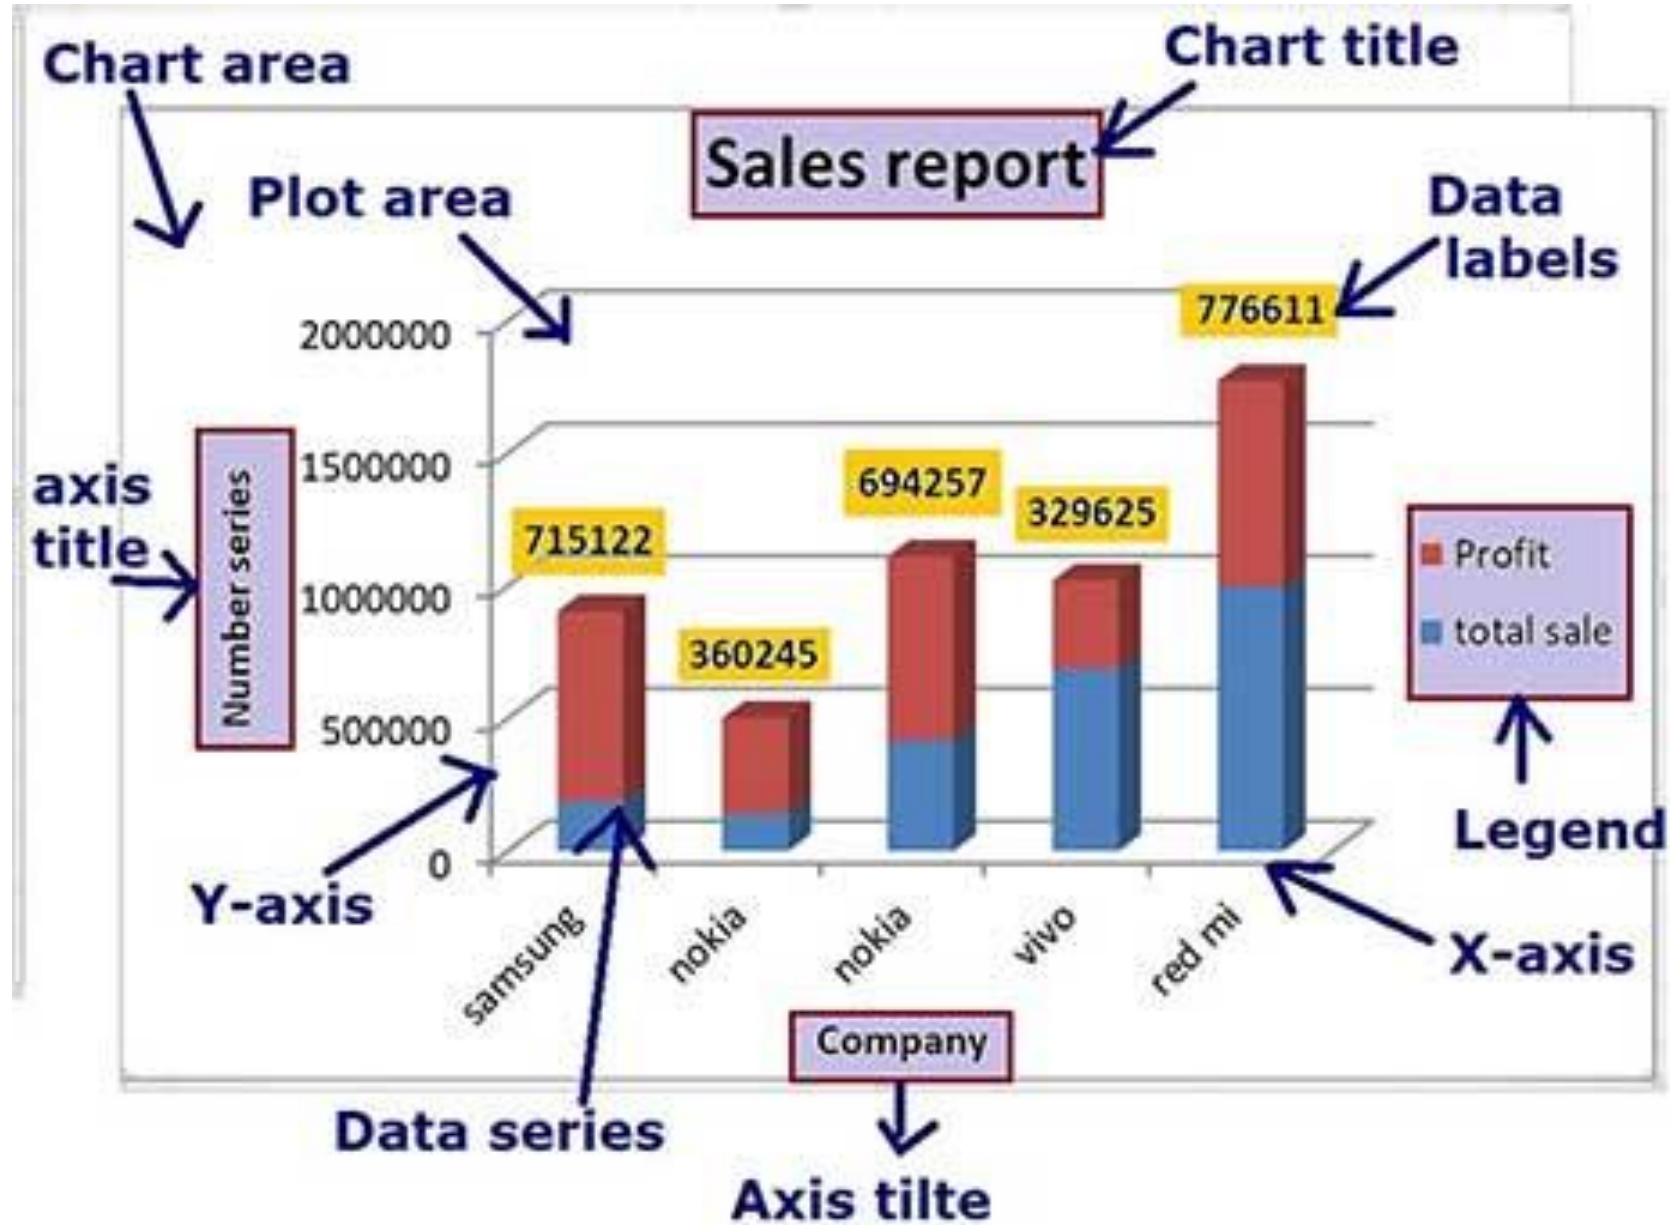 Chart area
Chart title
Sales report
Plot area
Data
labels
776611
2000000
1500000
694257
axis
title
Number series
715122
329625
Profit
1000000
total sale
360245
500000
Legend
0
Y-axis
samsung
nokia
nokia
vivo
red mi
X-axis
Company
Data series
Axis tilte